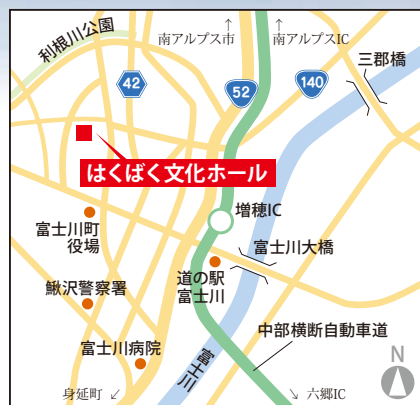 ↑
南アルプス市
↑
南アルプスIC
利根川公園
三郡橋
42
52
140
はくばく文化ホール
増穂IC
富士川町
役場
富士川大橋
道の駅
富士川
鰍沢警察署
中部横断自動車道
富士川病院
富士川
N
身延町 ↙
↘ 六郷IC